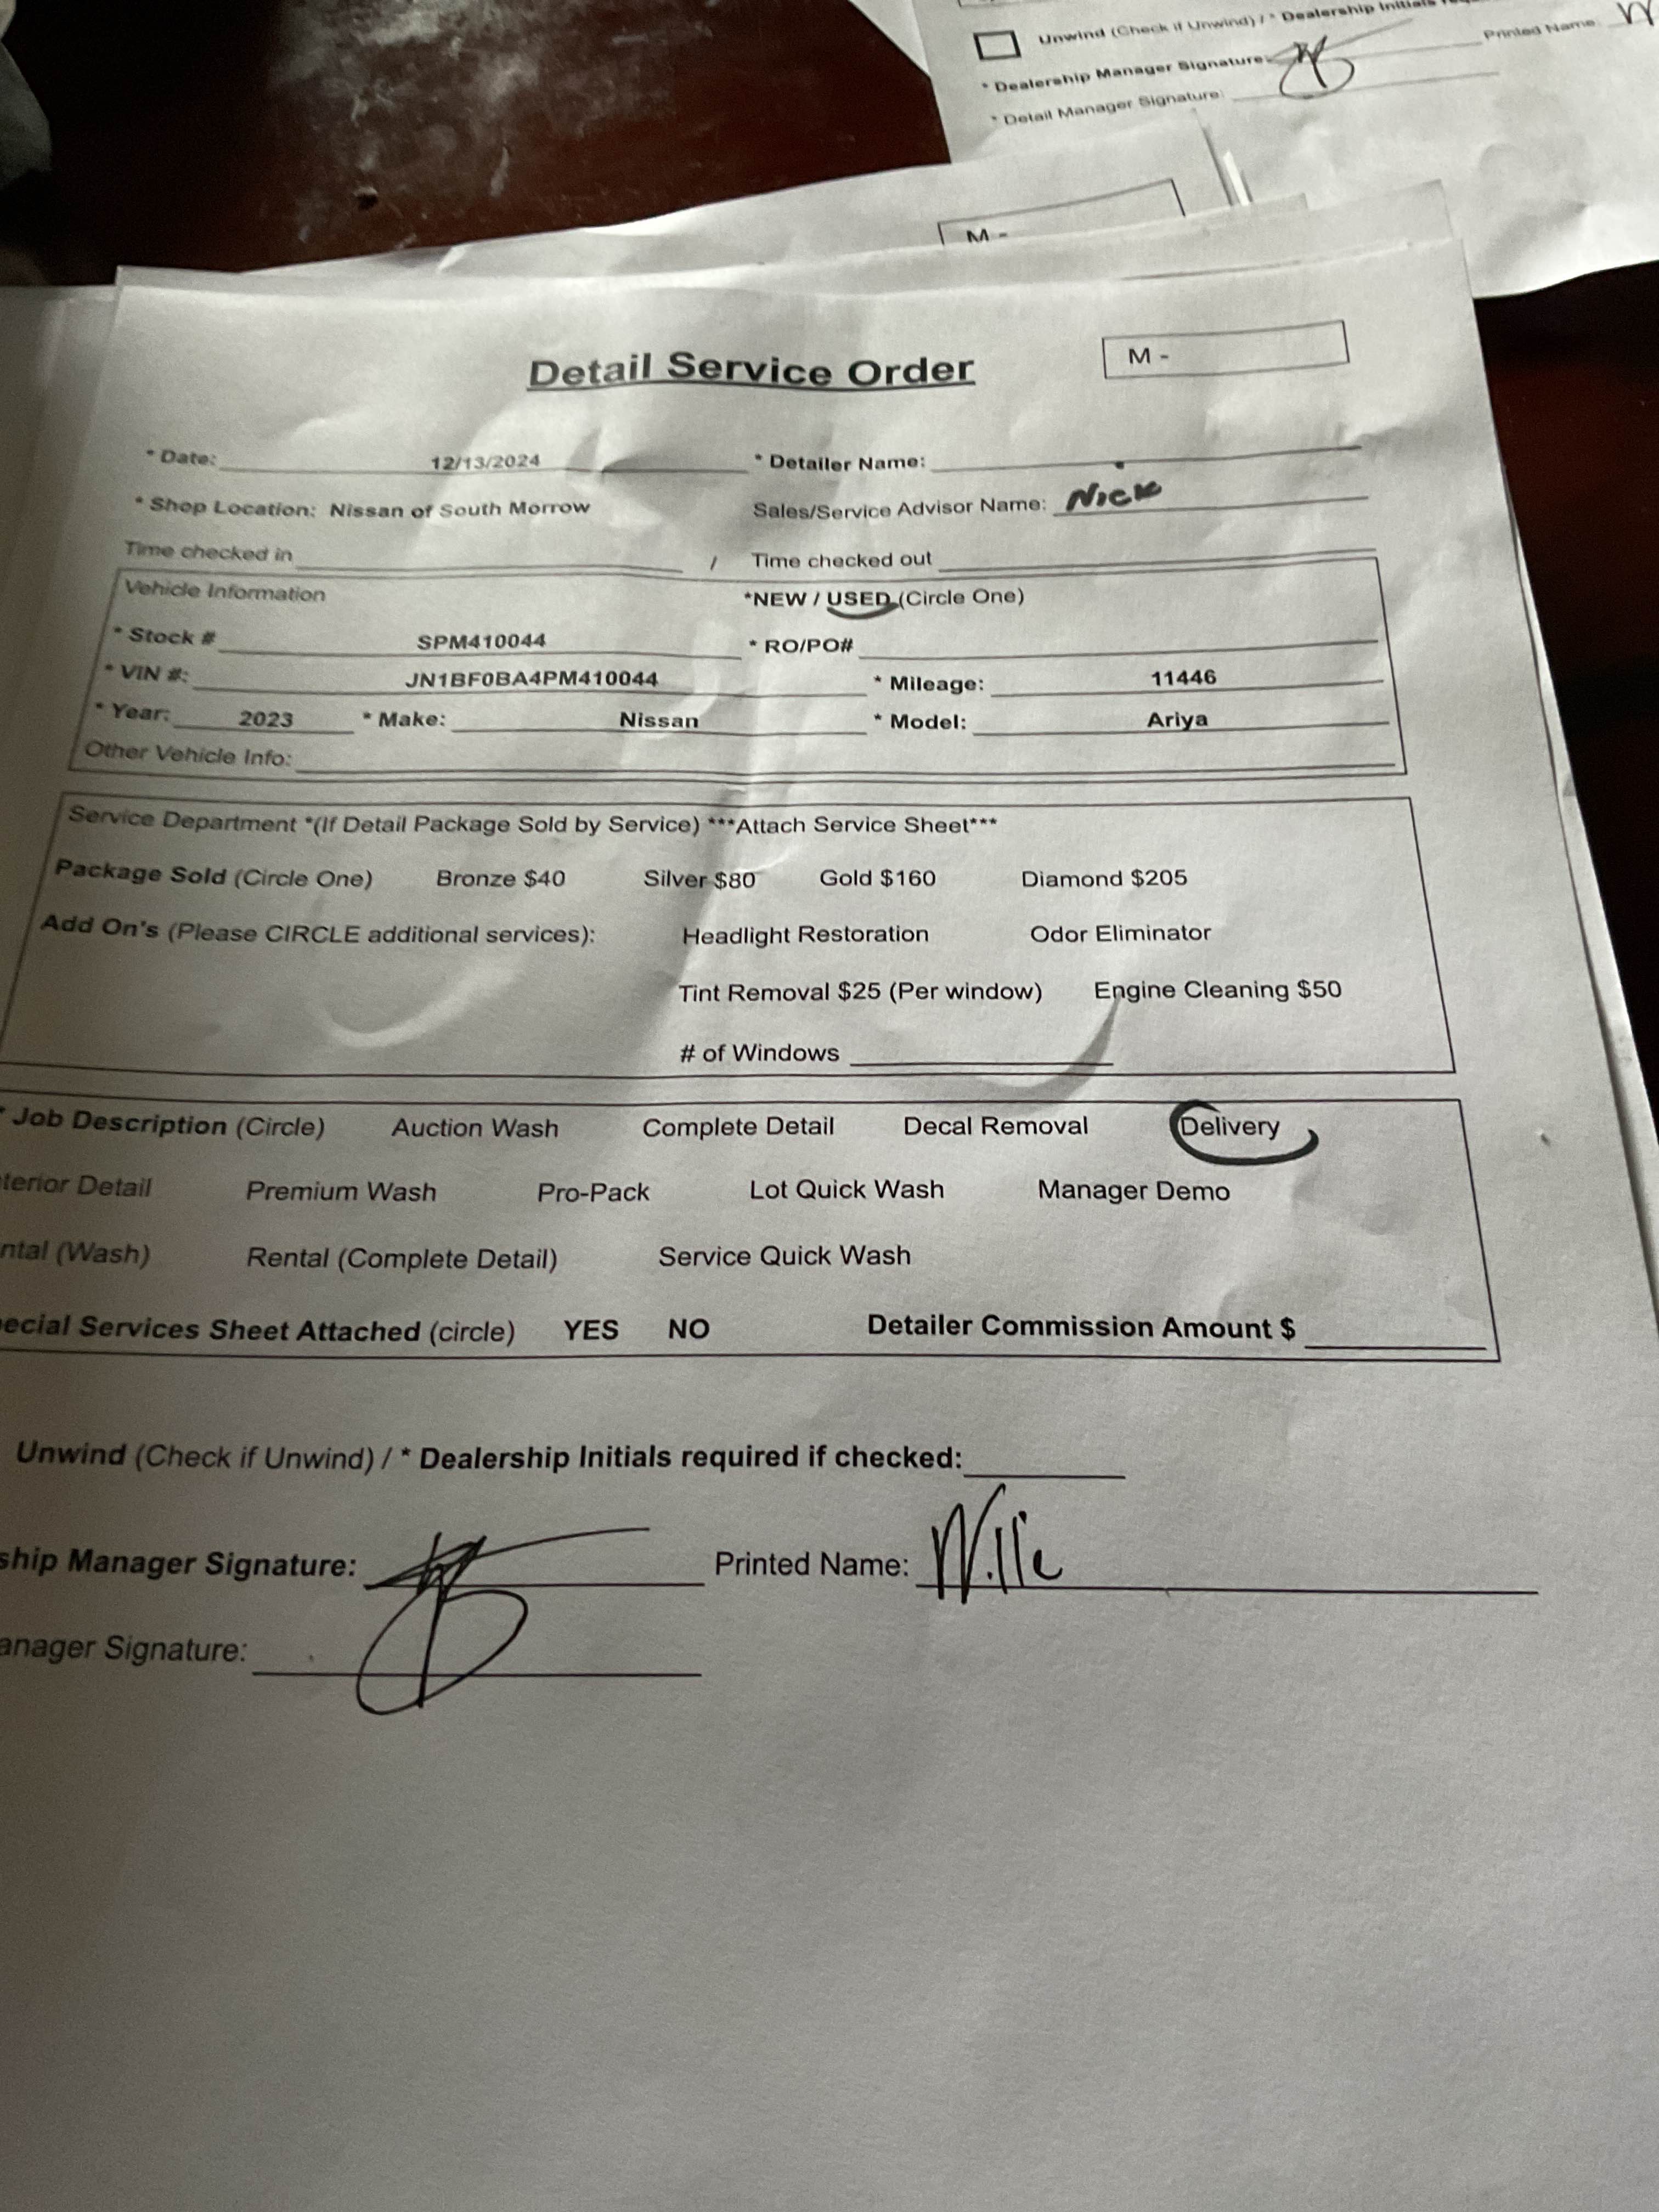 Unwind (Check if Unwind) / * Dealership Initials
* Dealership Manager Signature: Printed Name:
* Detail Manager Signature:
M -
Detail Service Order M -
* Date: 12/13/2024 * Detailer Name:
* Shop Location: Nissan of South Morrow Sales/Service Advisor Name: Nick
Time checked in / Time checked out
Vehicle Information *NEW / USED (Circle One)
* Stock # SPM410044 * RO/PO#
* VIN #: JN1BF0BA4PM410044 * Mileage: 11446
* Year: 2023 * Make: Nissan * Model: Ariya
Other Vehicle Info:
Service Department *(If Detail Package Sold by Service) ***Attach Service Sheet***
Package Sold (Circle One) Bronze $40 Silver $80 Gold $160 Diamond $205
Add On's (Please CIRCLE additional services): Headlight Restoration Odor Eliminator
Tint Removal $25 (Per window) Engine Cleaning $50
# of Windows
* Job Description (Circle) Auction Wash Complete Detail Decal Removal Delivery
terior Detail Premium Wash Pro-Pack Lot Quick Wash Manager Demo
ntal (Wash) Rental (Complete Detail) Service Quick Wash
ecial Services Sheet Attached (circle) YES NO Detailer Commission Amount $
Unwind (Check if Unwind) / * Dealership Initials required if checked:
ship Manager Signature: Printed Name: Willie
anager Signature: